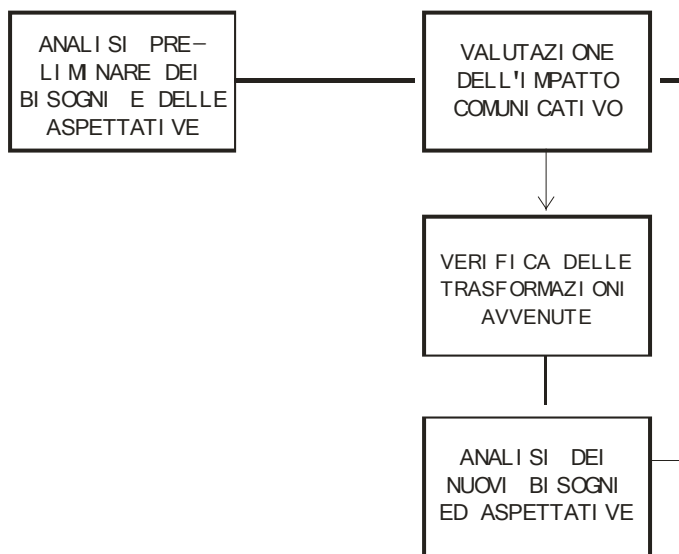 ANALISI PRE-
LIMINARE DEI
BISOGNI E DELLE
ASPETTATIVE
VALUTAZIONE
DELL'IMPATTO
COMUNICATIVO
VERIFICA DELLE
TRASFORMAZIONI
AVVENUTE
ANALISI DEI
NUOVI BISOGNI
ED ASPETTATIVE